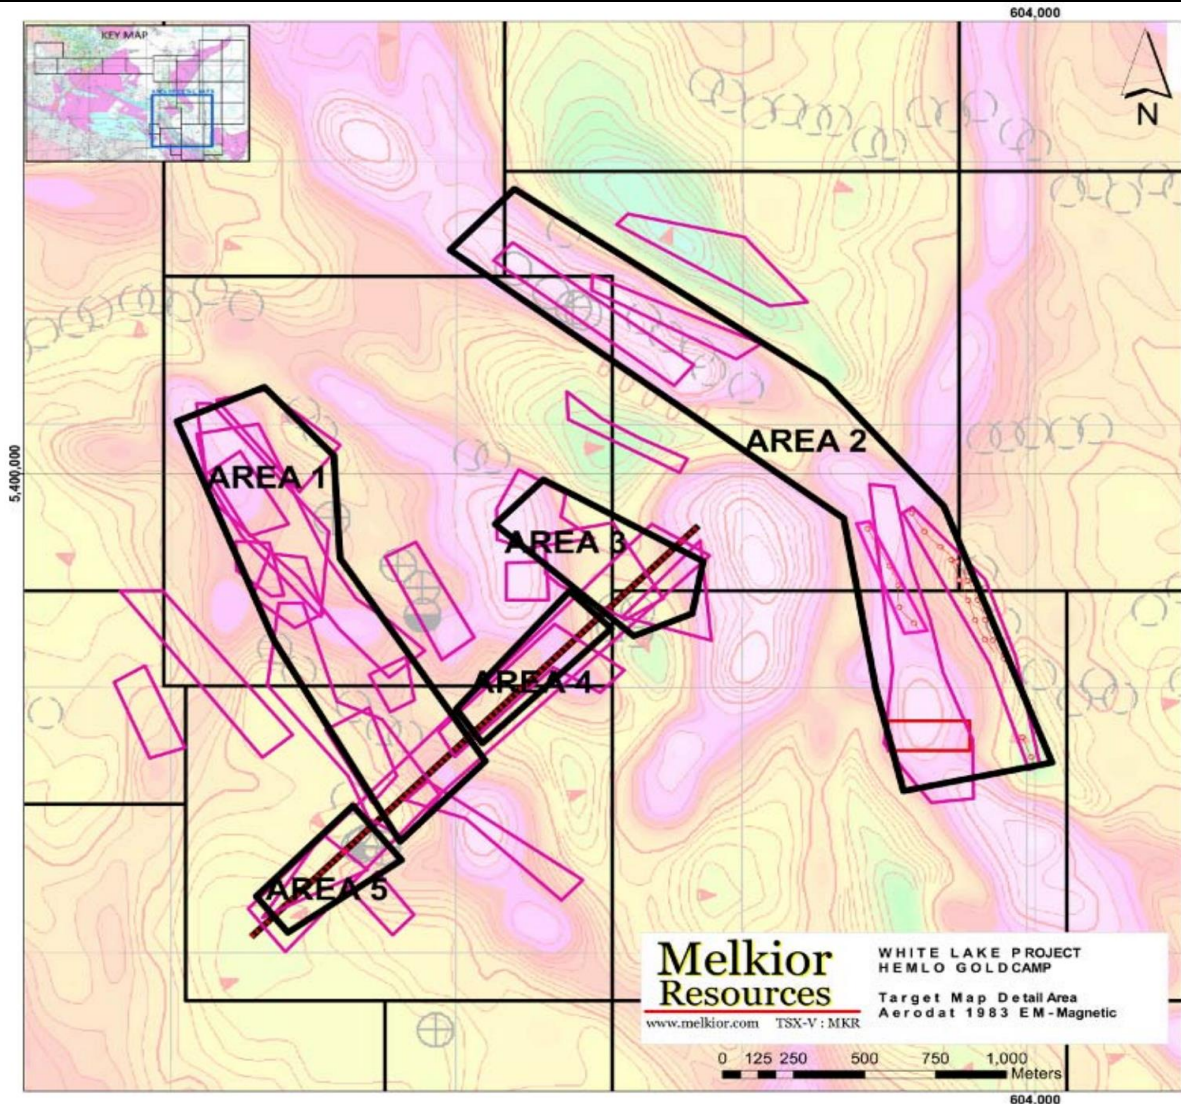 604,000
KEY MAP
N
AREA 2
5,400,000
AREA 1
AREA 3
AREA 4
AREA 5
Melkior
Resources
www.melkior.com TSX-V : MKR
WHITE LAKE PROJECT
HEMLO GOLDCAMP
Target Map Detail Area
Aerodat 1983 EM-Magnetic
0 125 250 500 750 1,000
Meters
604,000